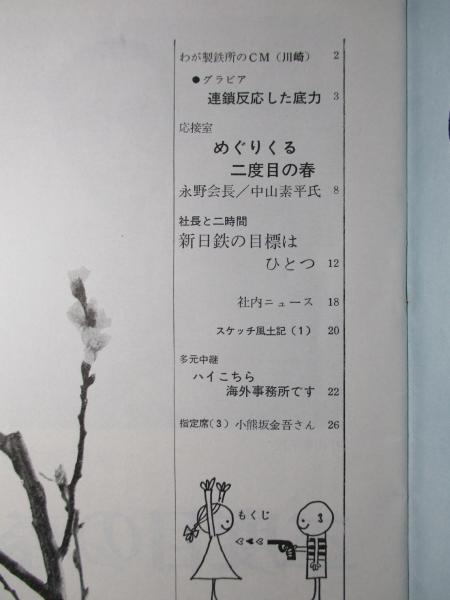 わが製鉄所のCM(川崎) 2
●グラビア
連鎖反応した底力 3
応接室
めぐりくる
二度目の春
永野会長/中山素平氏 8
社長と二時間
新日鉄の目標は
ひとつ 12
社内ニュース 18
スケッチ風土記(1) 20
多元中継
ハイこちら
海外事務所です 22
指定席(3) 小熊坂金吾さん 26
もくじ
3